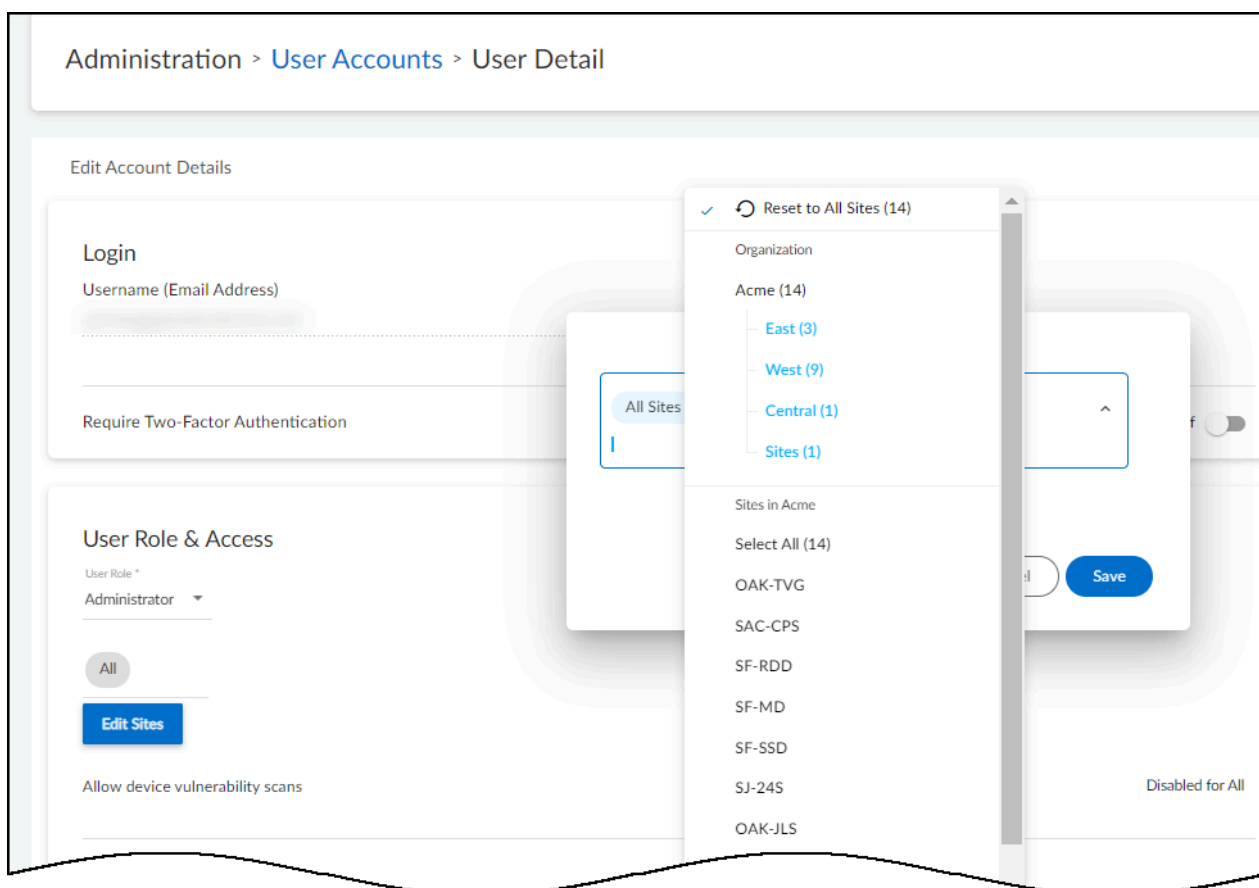 Administration > User Accounts > User Detail
Edit Account Details
Login
Username (Email Address)
Require Two-Factor Authentication
f
User Role & Access
User Role *
Administrator
All
Edit Sites
Allow device vulnerability scans
Disabled for All
All Sites
Save
Reset to All Sites (14)
Organization
Acme (14)
East (3)
West (9)
Central (1)
Sites (1)
Sites in Acme
Select All (14)
OAK-TVG
SAC-CPS
SF-RDD
SF-MD
SF-SSD
SJ-24S
OAK-JLS